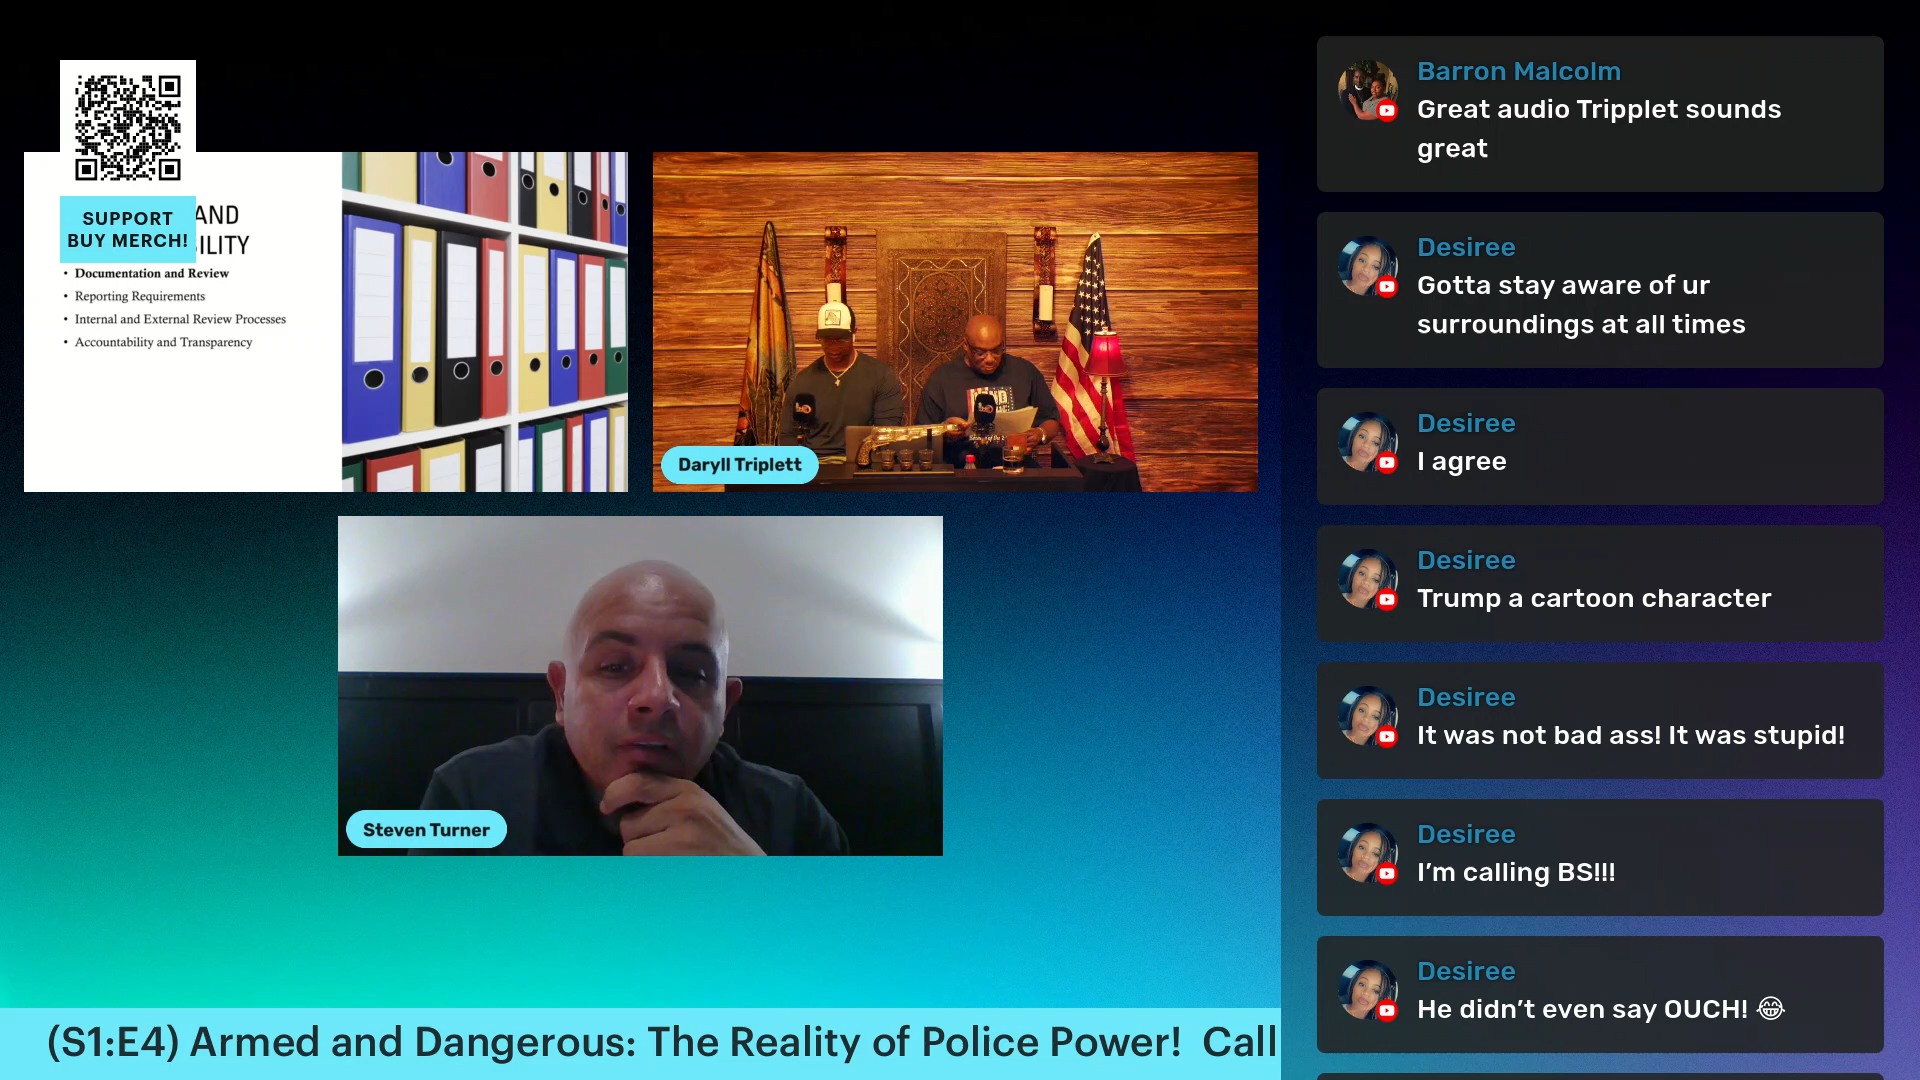 SUPPORT
BUY MERCH!
AND
ILITY
• Documentation and Review
• Reporting Requirements
• Internal and External Review Processes
• Accountability and Transparency
Daryll Triplett
Steven Turner
(S1:E4) Armed and Dangerous: The Reality of Police Power! Call
Barron Malcolm
Great audio Tripplet sounds
great
Desiree
Gotta stay aware of ur
surroundings at all times
Desiree
I agree
Desiree
Trump a cartoon character
Desiree
It was not bad ass! It was stupid!
Desiree
I’m calling BS!!!
Desiree
He didn’t even say OUCH! 😂